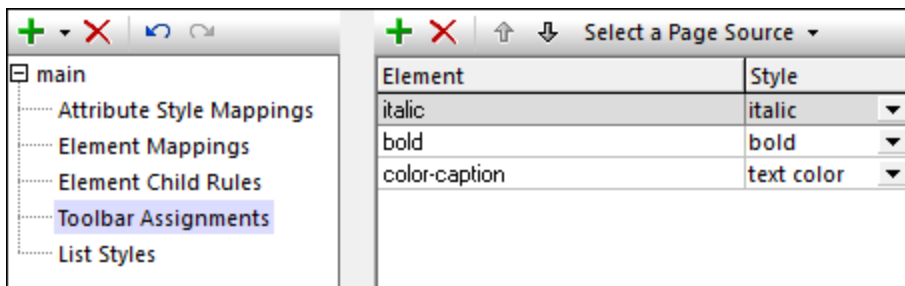 Select a Page Source
main
Attribute Style Mappings
Element Mappings
Element Child Rules
Toolbar Assignments
List Styles
Element Style
italic italic
bold bold
color-caption text color